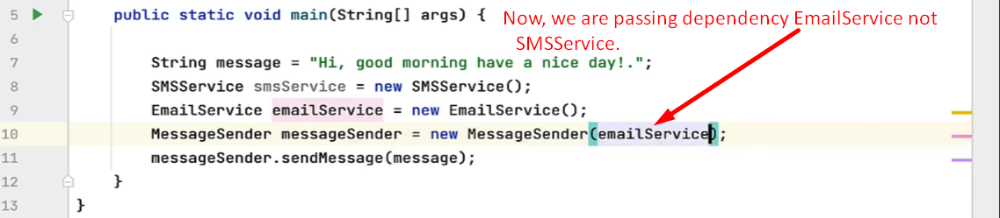 5 public static void main(String[] args) {
Now, we are passing dependency EmailService not
SMSService.
6
7 String message = "Hi, good morning have a nice day!.";
8 SMSService smsService = new SMSService();
9 EmailService emailService = new EmailService();
10 MessageSender messageSender = new MessageSender(emailService);
11 messageSender.sendMessage(message);
12 }
13 }